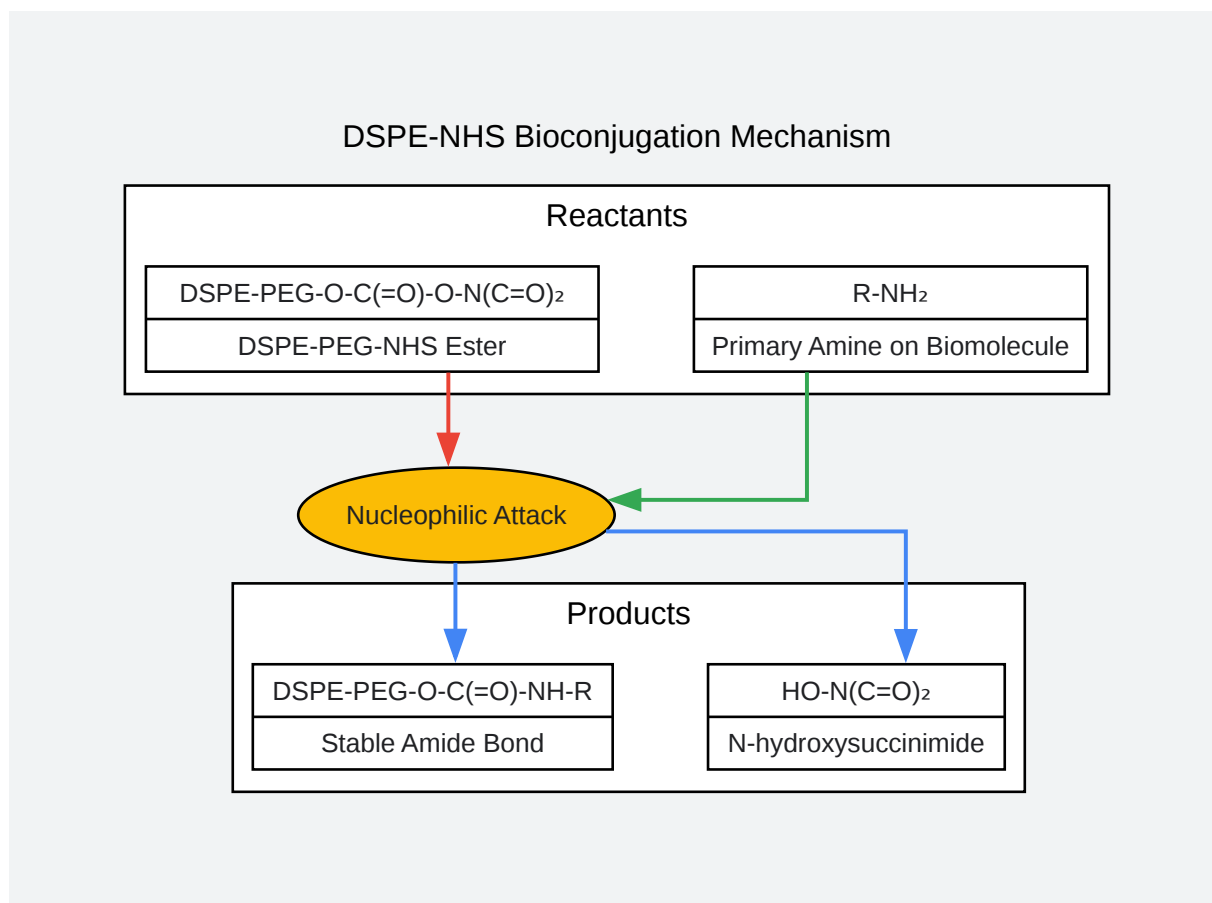 DSPE-NHS Bioconjugation Mechanism
Reactants
DSPE-PEG-O-C(=O)-O-N(C=O)₂
DSPE-PEG-NHS Ester
R-NH₂
Primary Amine on Biomolecule
Nucleophilic Attack
Products
DSPE-PEG-O-C(=O)-NH-R
Stable Amide Bond
HO-N(C=O)₂
N-hydroxysuccinimide